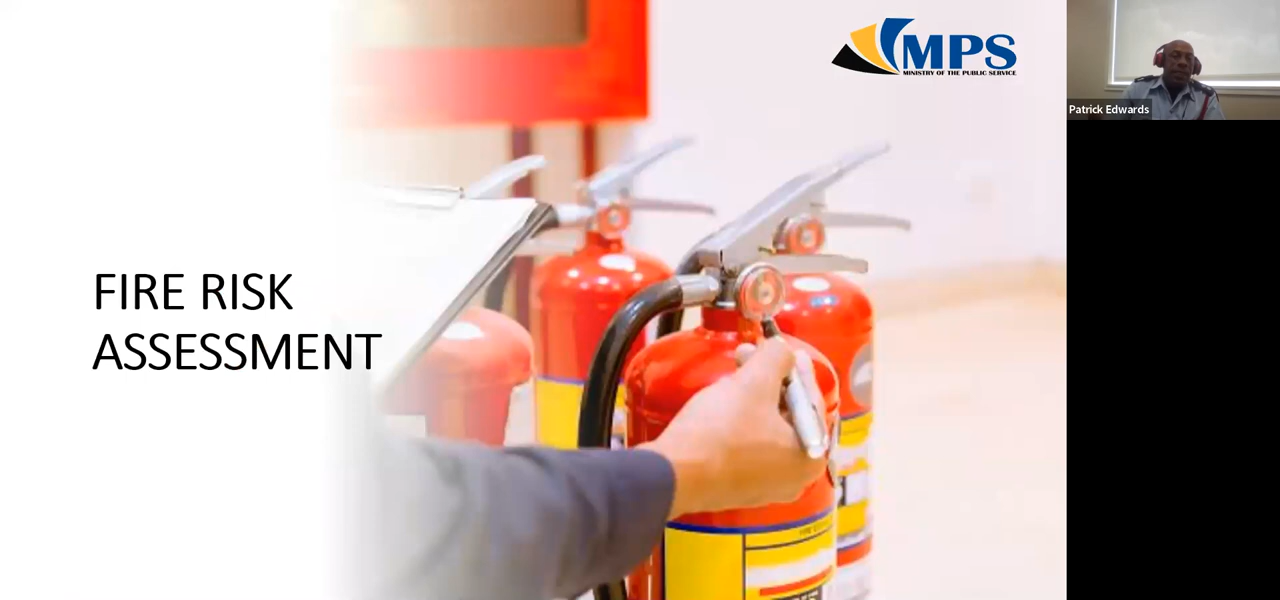 MPS
MINISTRY OF THE PUBLIC SERVICE
Patrick Edwards
FIRE RISK
ASSESSMENT